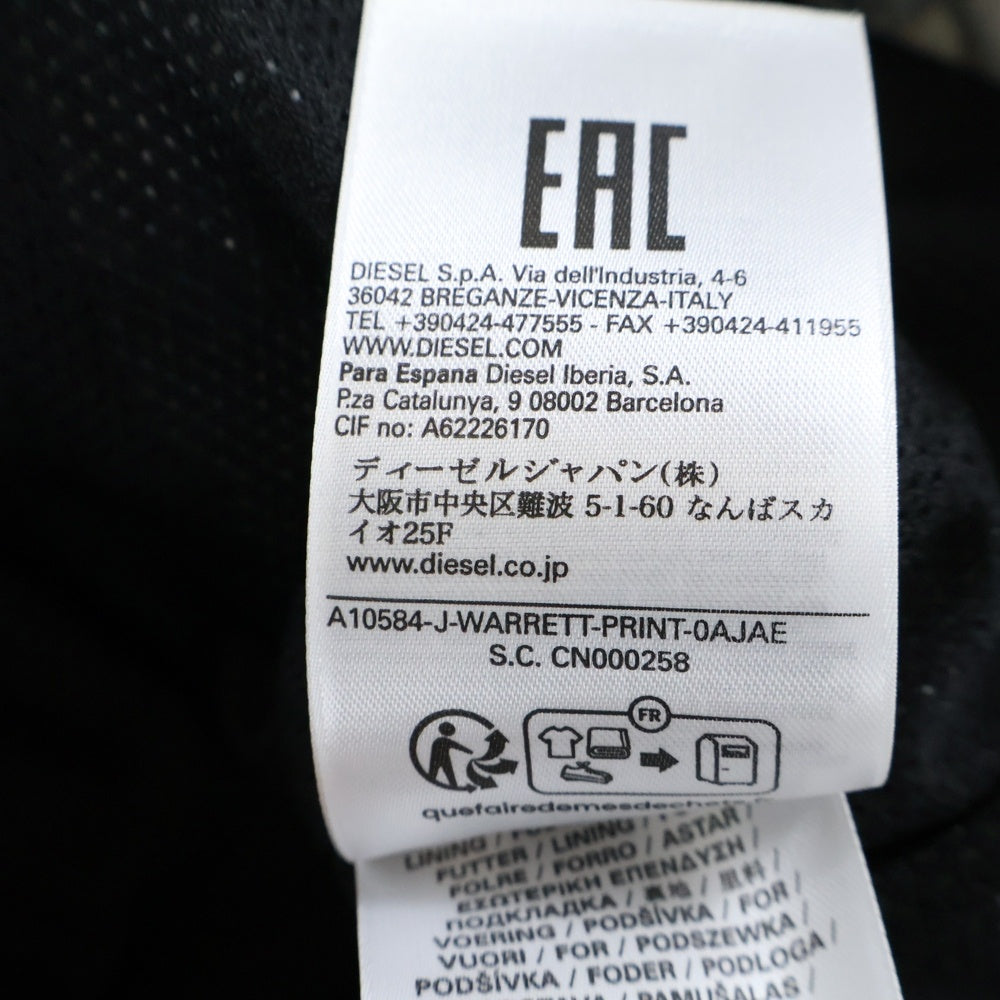 EAC
DIESEL S.p.A. Via dell'Industria, 4-6
36042 BREGANZE-VICENZA-ITALY
TEL +390424-477555 - FAX +390424-411955
WWW.DIESEL.COM
Para Espana Diesel Iberia, S.A.
P.za Catalunya, 9 08002 Barcelona
CIF no: A62226170
ディーゼルジャパン(株)
大阪市中央区難波 5-1-60 なんばスカ
イオ25F
www.diesel.co.jp
A10584-J-WARRETT-PRINT-0AJAE
S.C. CN000258
FR
LINING /
FUTTER / LINING /
FOLRE / FORRO / ASTAR
ΕΣΩΤΕΡΙΚΗ ΕΠΕΝΔΥΣΗ /
ПОДКЛАДКА / 裏地 / 里料 /
VOERING / PODŠÍVKA / FOR /
VUORI / FOR / PODSZEWKA /
PODŠÍVKA / FODER / PODLOGA /
/ PAMUŠALAS /